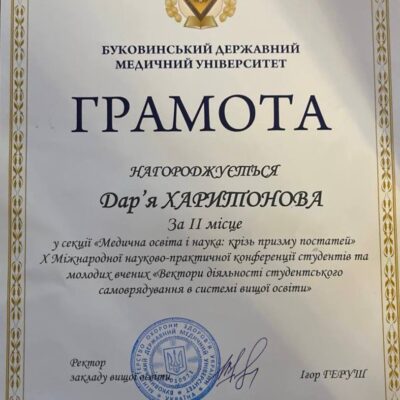 БУКОВИНСЬКИЙ ДЕРЖАВНИЙ
МЕДИЧНИЙ УНІВЕРСИТЕТ
ГРАМОТА
НАГОРОДЖУЄТЬСЯ
Дар’я ХАРИТОНОВА
За ІІ місце
у секції «Медична освіта і наука: крізь призму постатей»
Х Міжнародної науково-практичної конференції студентів та
молодих вчених «Вектори діяльності студентського
самоврядування в системі вищої освіти»
Ректор
закладу вищої освіти
Ігор ГЕРУШ